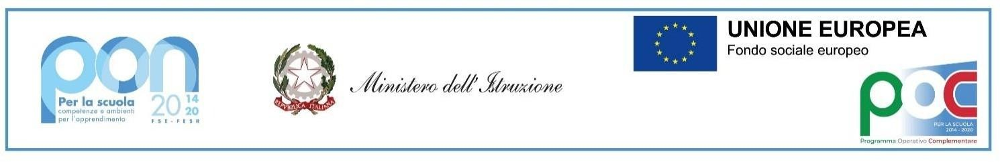 pon
Per la scuola
competenze e ambienti
per l'apprendimento
20 14
20
FSE-FESR
REPVBBLICA ITALIANA
Ministero dell'Istruzione
UNIONE EUROPEA
Fondo sociale europeo
POC
PER LA SCUOLA
2014 - 2020
Programma Operativo Complementare